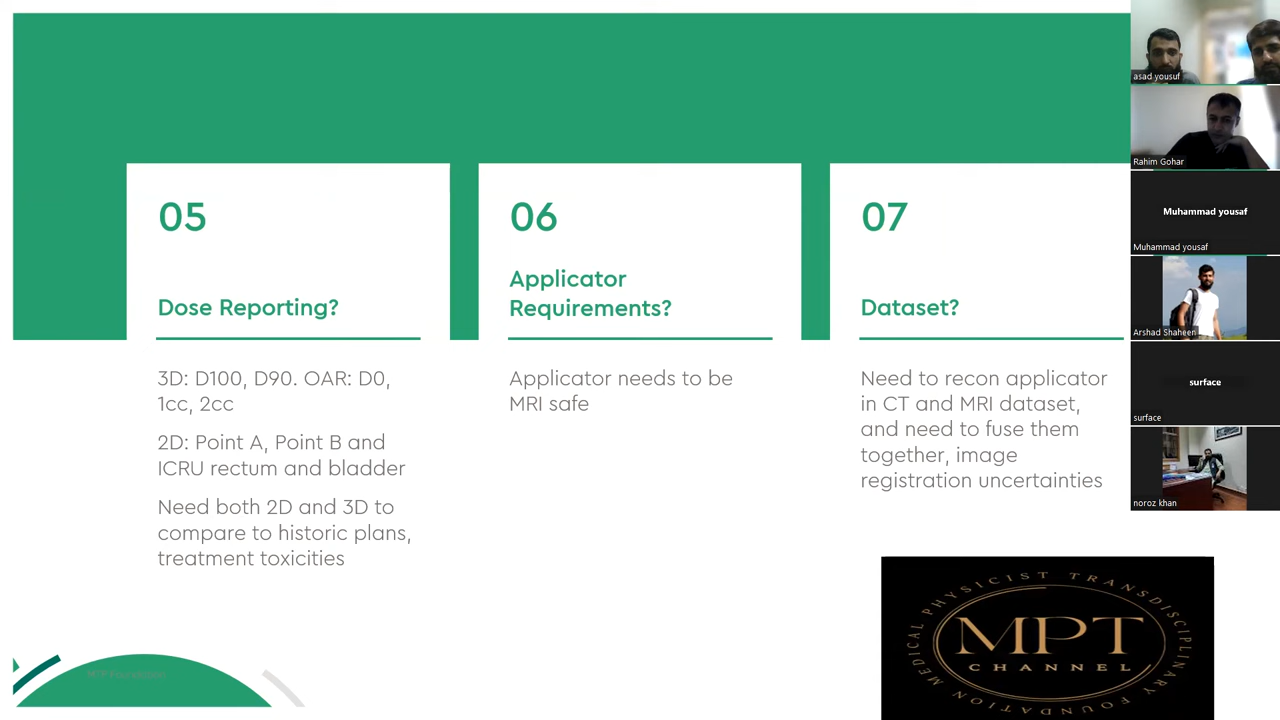 05
Dose Reporting?
3D: D100, D90. OAR: D0,
1cc, 2cc
2D: Point A, Point B and
ICRU rectum and bladder
Need both 2D and 3D to
compare to historic plans,
treatment toxicities
06
Applicator
Requirements?
Applicator needs to be
MRI safe
07
Dataset?
Need to recon applicator
in CT and MRI dataset,
and need to fuse them
together, image
registration uncertainties
asad yousuf
Rahim Gohar
Muhammad yousaf
Muhammad yousaf
Arshad Shaheen
surface
surface
noroz khan
MEDICAL PHYSICIST TRANSDISCIPLINARY FOUNDATION
MPT
CHANNEL